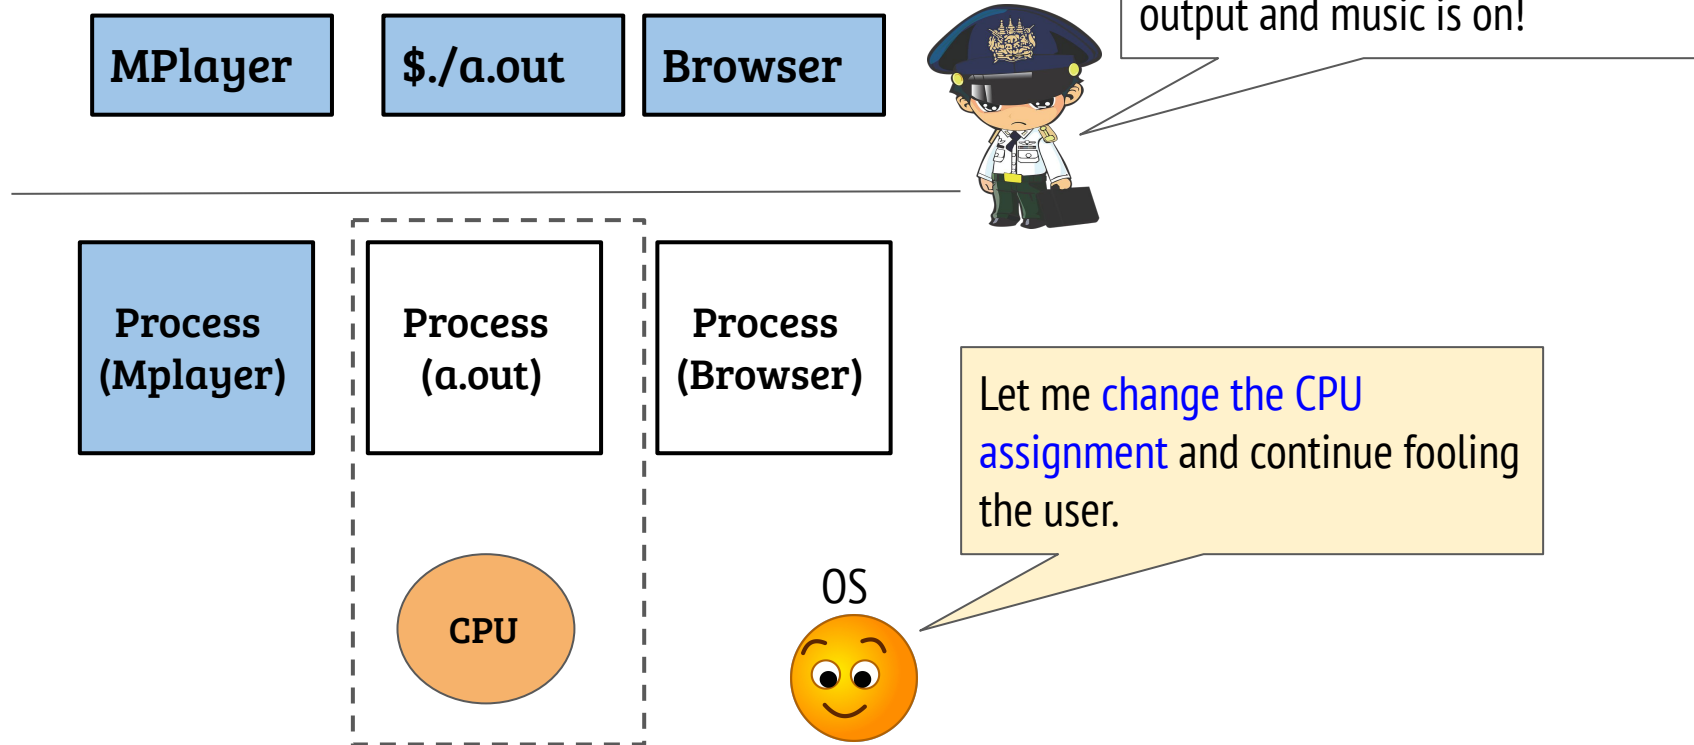 output and music is on!
MPlayer
$./a.out
Browser
Process
(Mplayer)
Process
(a.out)
Process
(Browser)
Let me change the CPU
assignment and continue fooling
the user.
OS
CPU